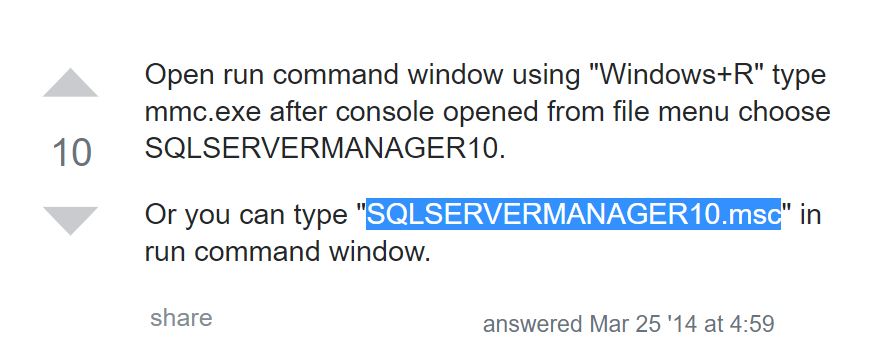 Open run command window using "Windows+R" type
mmc.exe after console opened from file menu choose
SQLSERVERMANAGER10.
10
Or you can type "SQLSERVERMANAGER10.msc" in
run command window.
share
answered Mar 25 '14 at 4:59